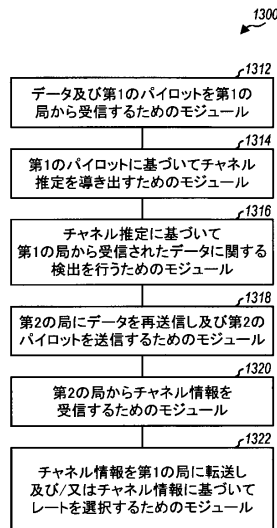 1300
1312
データ及び第1のパイロットを第1の
局から受信するためのモジュール
1314
第1のパイロットに基づいてチャネル
推定を導き出すためのモジュール
1316
チャネル推定に基づいて
第1の局から受信されたデータに関する
検出を行うためのモジュール
1318
第2の局にデータを再送信し及び第2の
パイロットを送信するためのモジュール
1320
第2の局からチャネル情報を
受信するためのモジュール
1322
チャネル情報を第1の局に転送し
及び/又はチャネル情報に基づいて
レートを選択するためのモジュール